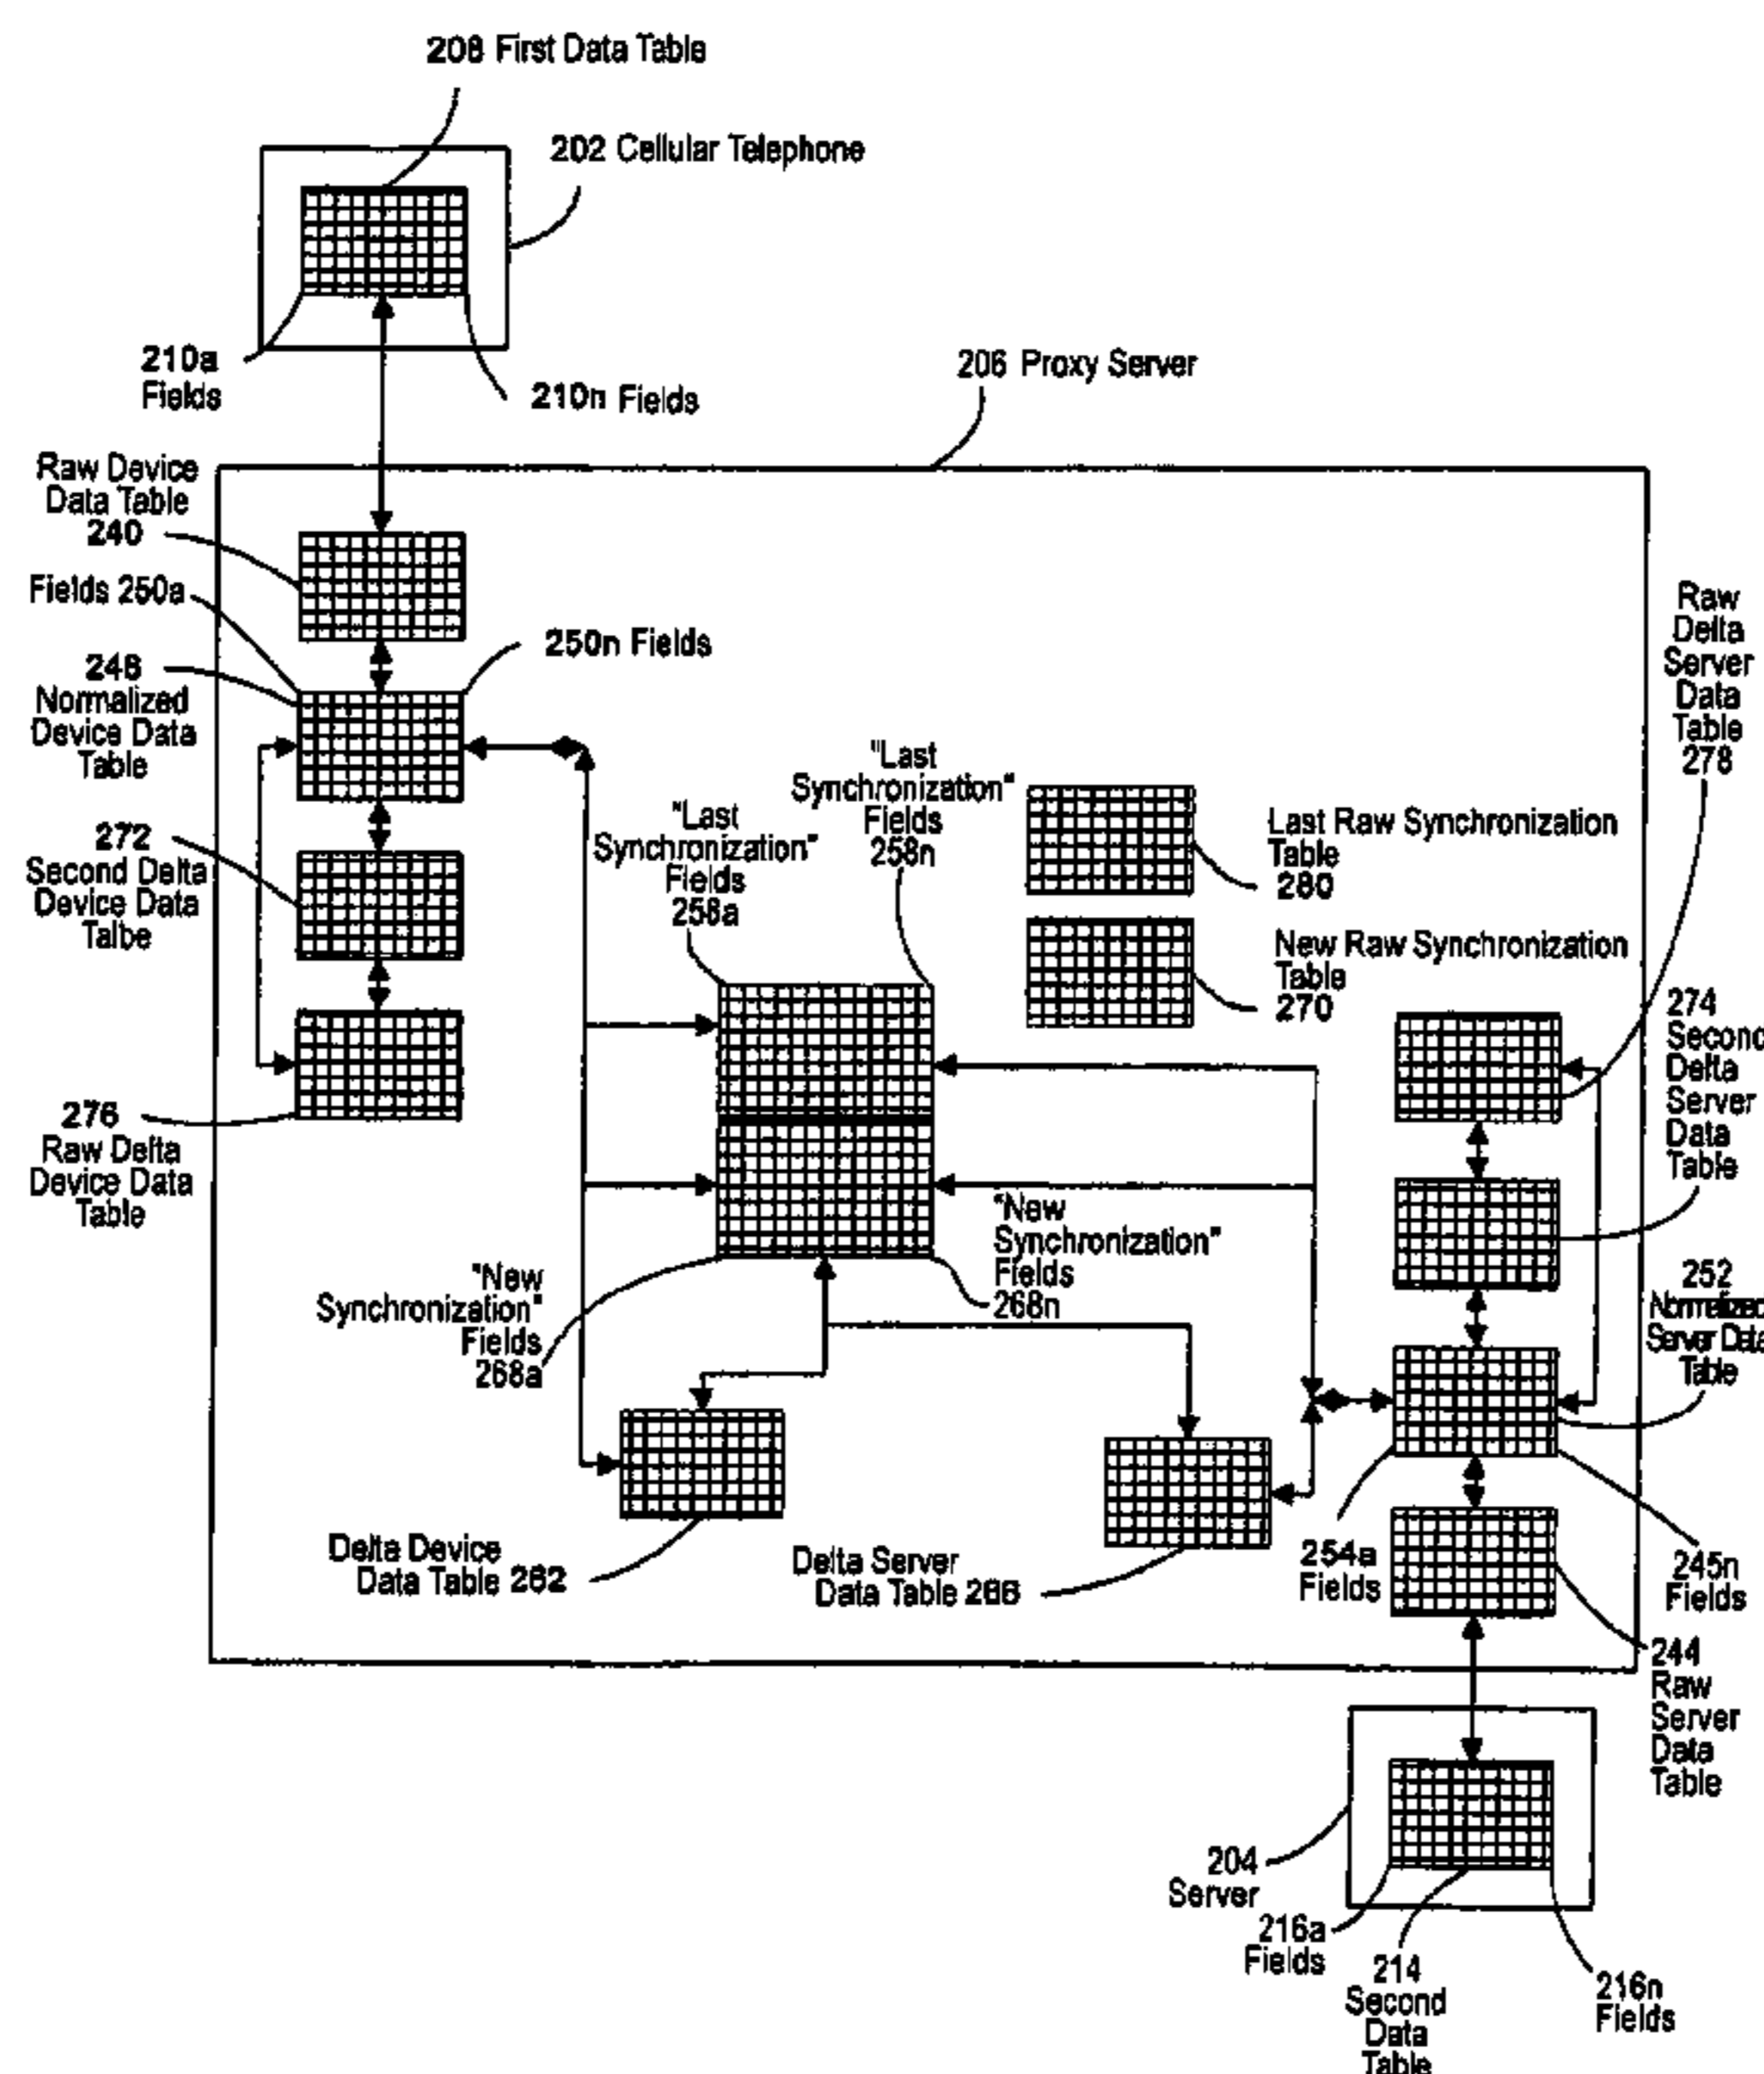 208 First Data Table
202 Cellular Telephone
210a
Fields
210n Fields
206 Proxy Server
Raw Device
Data Table
240
Fields 250a
250n Fields
248
Normalized
Device Data
Table
272
Second Delta
Device Data
Talbe
276
Raw Delta
Device Data
Table
"Last
Synchronization"
Fields
258a
"Last
Synchronization"
Fields
258n
Last Raw Synchronization
Table
280
New Raw Synchronization
Table
270
Raw
Delta
Server
Data
Table
278
274
Second
Delta
Server
Data
Table
252
Normalized
Server Data
Table
"New
Synchronization"
Fields
268a
"New
Synchronization"
Fields
268n
Delta Device
Data Table 262
Delta Server
Data Table 266
254a
Fields
245n
Fields
244
Raw
Server
Data
Table
204
Server
216a
Fields
214
Second
Data
Table
216n
Fields